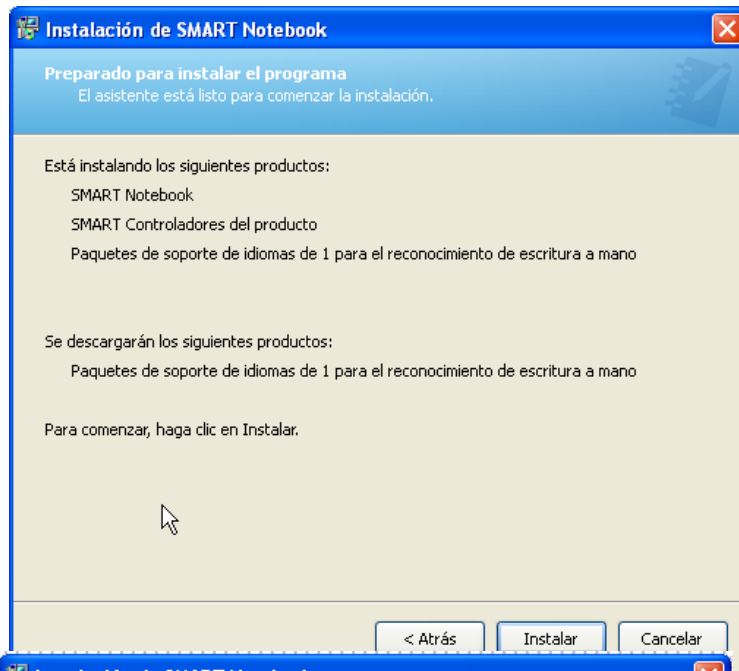 Instalación de SMART Notebook
Preparado para instalar el programa
El asistente está listo para comenzar la instalación.
Está instalando los siguientes productos:
SMART Notebook
SMART Controladores del producto
Paquetes de soporte de idiomas de 1 para el reconocimiento de escritura a mano
Se descargarán los siguientes productos:
Paquetes de soporte de idiomas de 1 para el reconocimiento de escritura a mano
Para comenzar, haga clic en Instalar.
< Atrás Instalar Cancelar